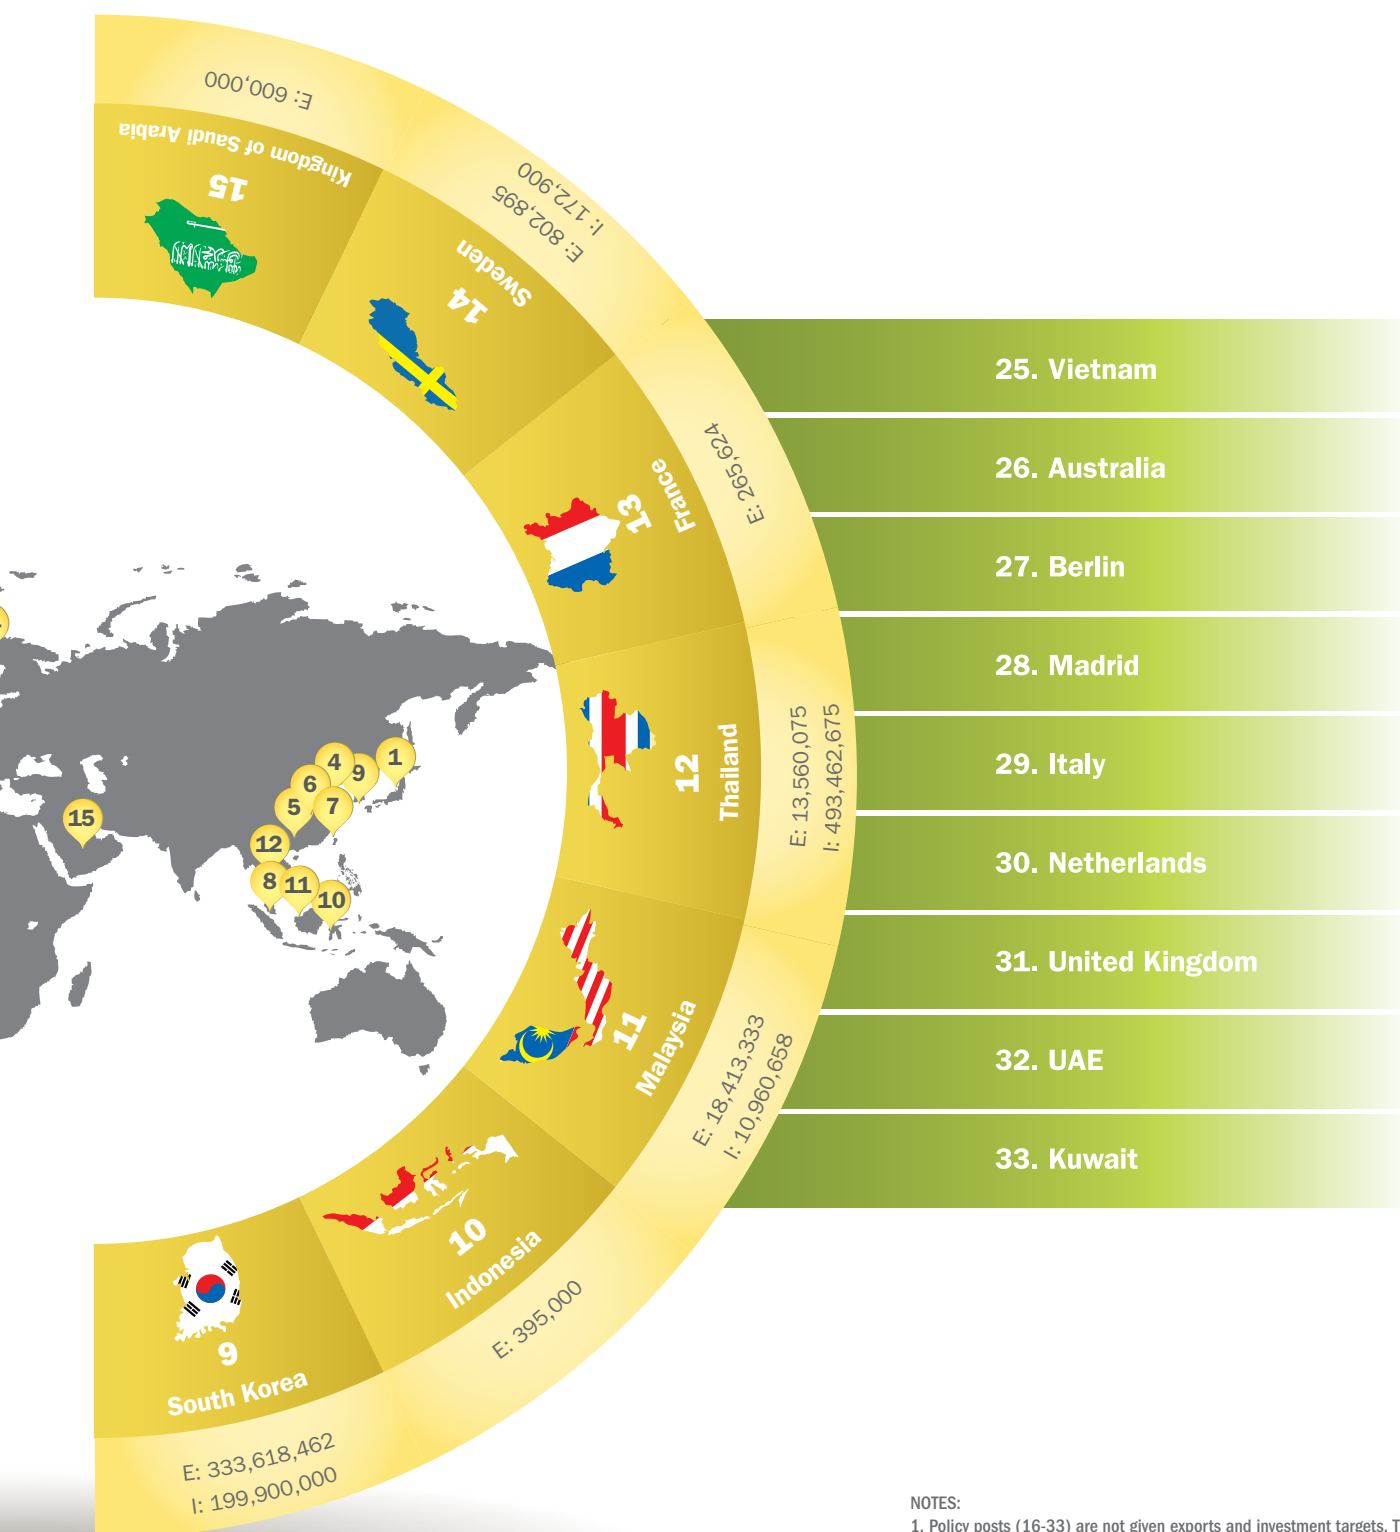 E: 600,000
Kingdom of Saudi Arabia
15
I: 172,900
E: 802,895
Sweden
14
E: 265,624
France
13
E: 13,560,075
I: 493,462,675
Thailand
12
E: 18,413,333
I: 10,960,658
Malaysia
11
10
Indonesia
E: 395,000
9
South Korea
E: 333,618,462
I: 199,900,000
4
9
1
6
5
7
15
12
8
11
10
25. Vietnam
26. Australia
27. Berlin
28. Madrid
29. Italy
30. Netherlands
31. United Kingdom
32. UAE
33. Kuwait
NOTES:
1. Policy posts (16-33) are not given exports and investment targets. T